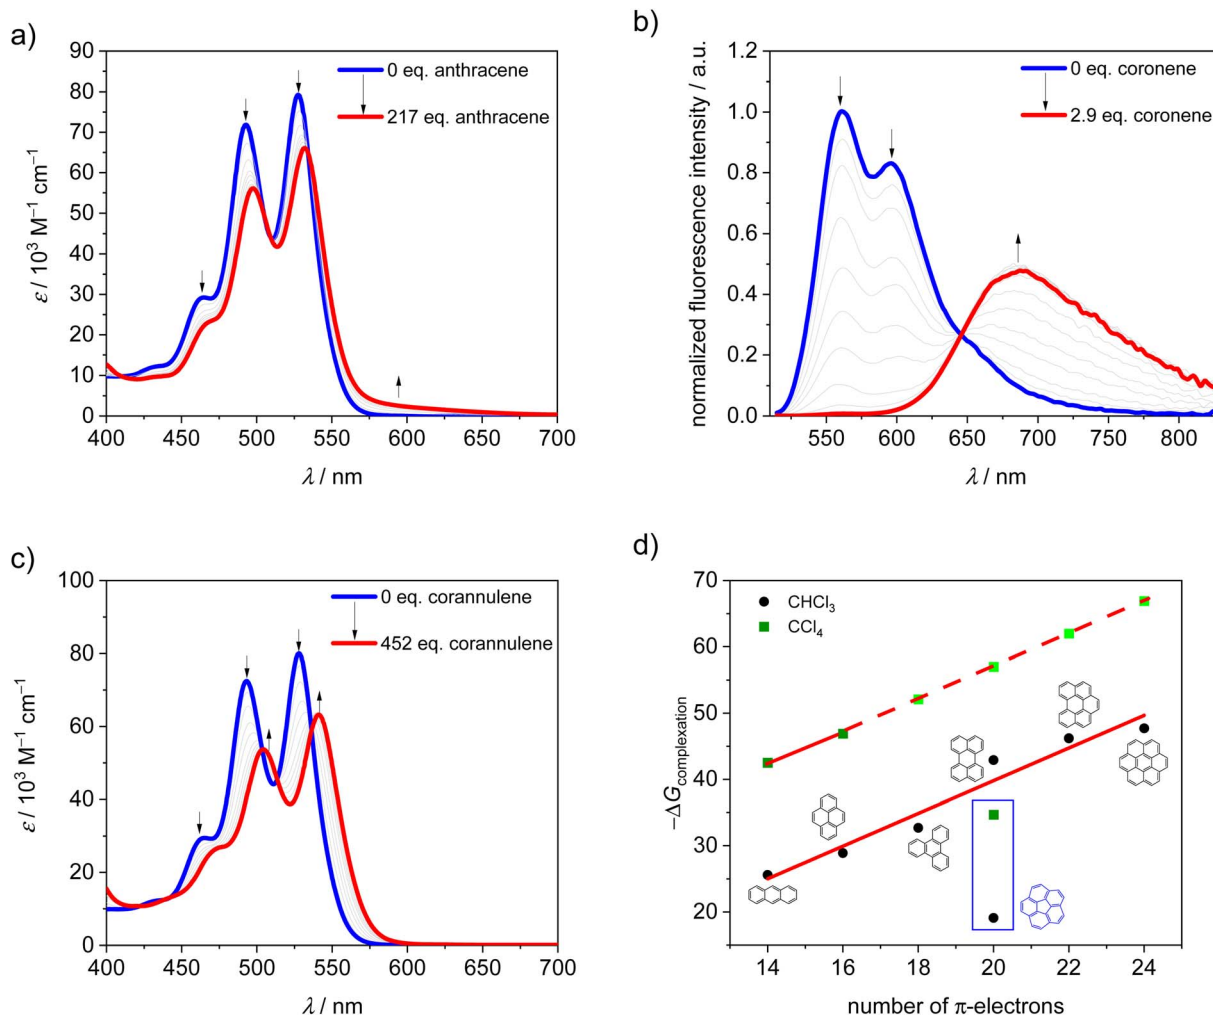 a)
90
80
70
60
50
40
30
20
10
0
ε / 10³ M⁻¹ cm⁻¹
0 eq. anthracene
217 eq. anthracene
400 450 500 550 600 650 700
λ / nm
b)
1.2
1.0
0.8
0.6
0.4
0.2
0.0
normalized fluorescence intensity / a.u.
0 eq. coronene
2.9 eq. coronene
550 600 650 700 750 800
λ / nm
c)
100
80
60
40
20
0
ε / 10³ M⁻¹ cm⁻¹
0 eq. corannulene
452 eq. corannulene
400 450 500 550 600 650 700
λ / nm
d)
70
60
50
40
30
20
−ΔG complexation
CHCl₃
CCl₄
14 16 18 20 22 24
number of π-electrons